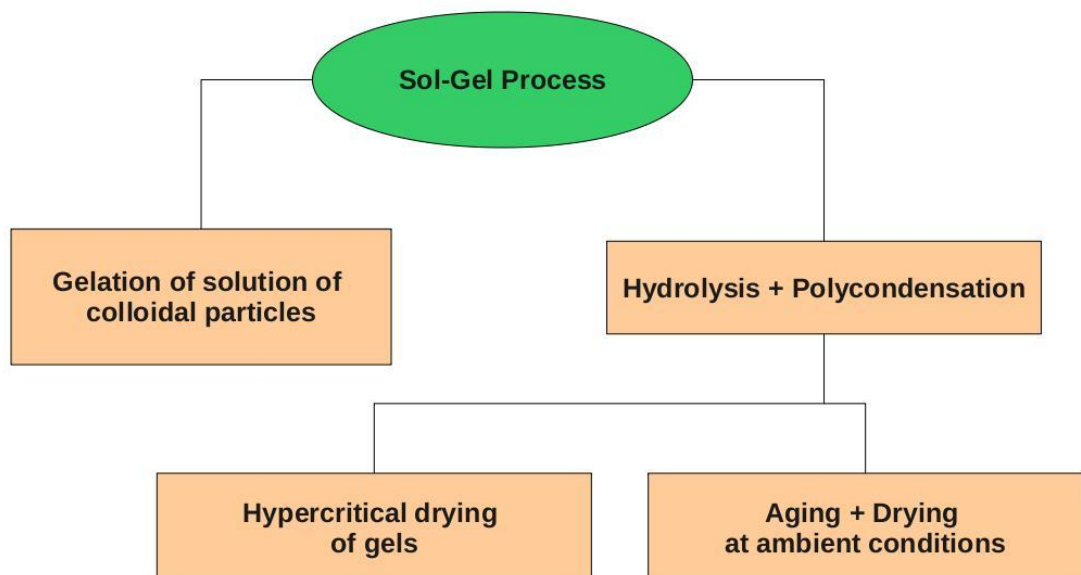 Sol-Gel Process
Gelation of solution of
colloidal particles
Hydrolysis + Polycondensation
Hypercritical drying
of gels
Aging + Drying
at ambient conditions